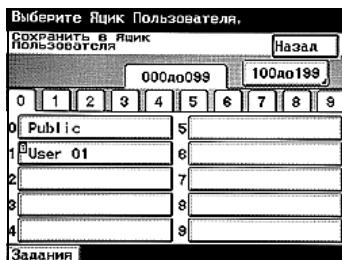 Выберите Ящик Пользователя,
Сохранить в Ящик
Пользователя
Назад
000до099
100до199
0 1 2 3 4 5 6 7 8 9
0 Public 5
1 User 01 6
2 7
3 8
4 9
Задания